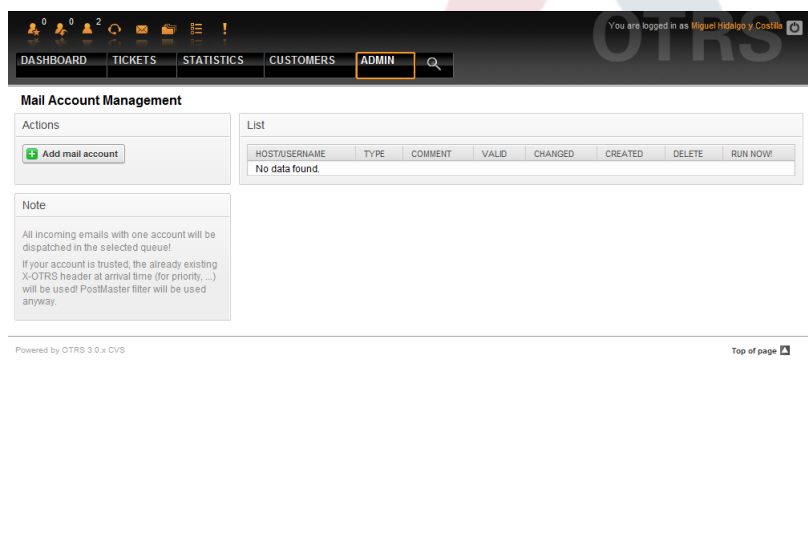 0 0 2
You are logged in as Miguel Hidalgo y Costilla
OTRS
DASHBOARD TICKETS STATISTICS CUSTOMERS ADMIN
Mail Account Management
Actions
Add mail account
List
HOST/USERNAME TYPE COMMENT VALID CHANGED CREATED DELETE RUN NOW!
No data found.
Note
All incoming emails with one account will be
dispatched in the selected queue!
If your account is trusted, the already existing
X-OTRS header at arrival time (for priority, ...)
will be used! PostMaster filter will be used
anyway.
Powered by OTRS 3.0.x CVS
Top of page